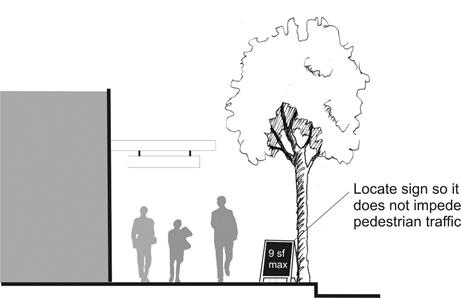 Locate sign so it
does not impede
pedestrian traffic
9 sf
max